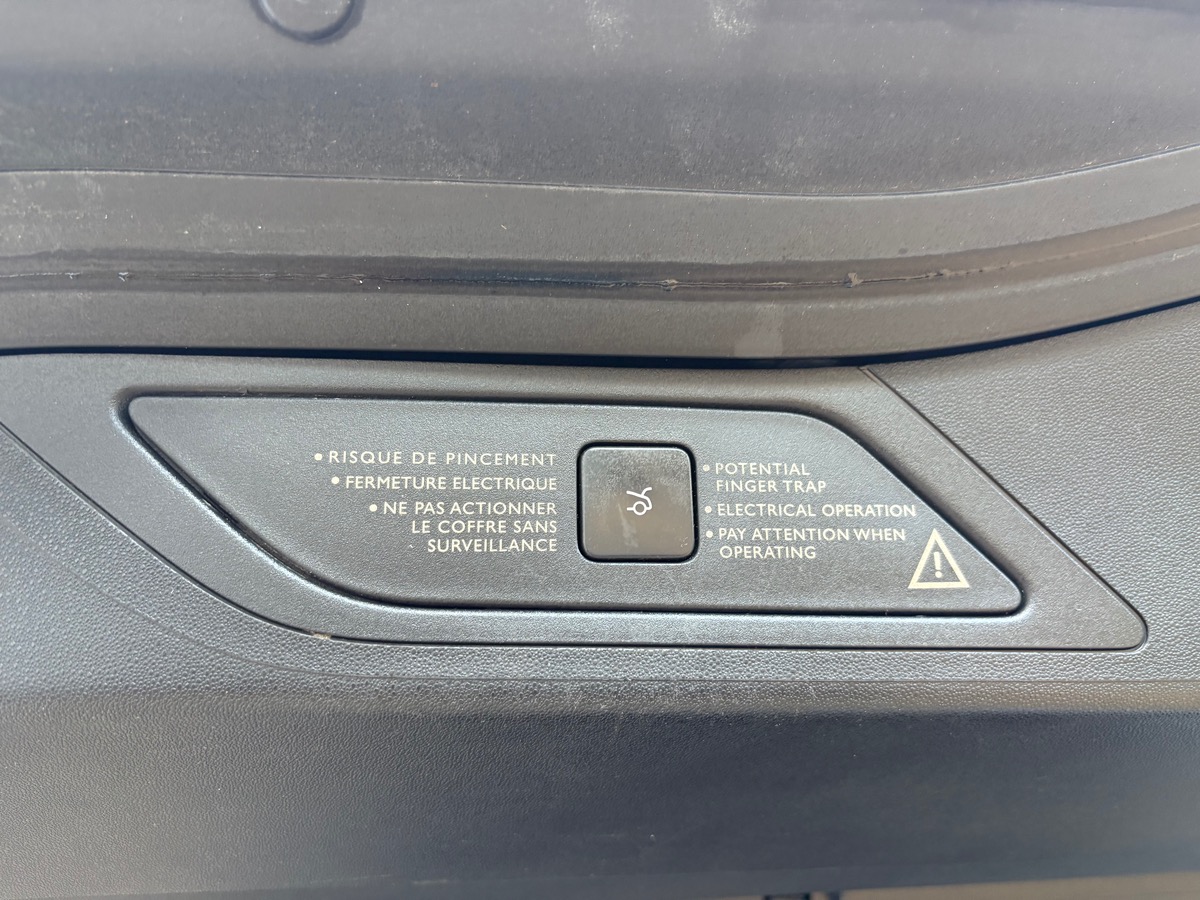 • RISQUE DE PINCEMENT
• FERMETURE ELECTRIQUE
• NE PAS ACTIONNER
LE COFFRE SANS
SURVEILLANCE
• POTENTIAL
FINGER TRAP
• ELECTRICAL OPERATION
• PAY ATTENTION WHEN
OPERATING
!